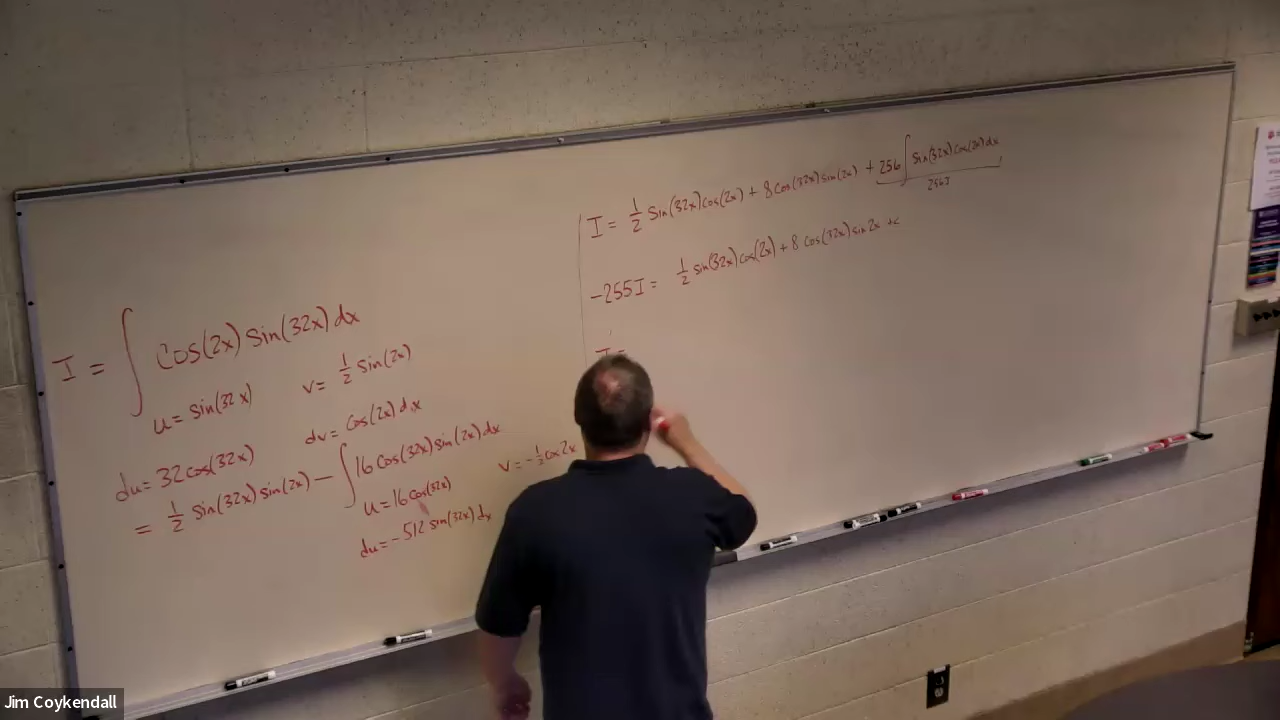 I = ∫ cos(2x) sin(32x) dx
u = sin(32x) v = 1/2 sin(2x)
du = 32 cos(32x) dv = cos(2x) dx
= 1/2 sin(32x) sin(2x) − ∫ 16 cos(32x) sin(2x) dx
u = 16 cos(32x) v = -1/2 cos 2x
du = -512 sin(32x) dx
I = 1/2 sin(32x) cos(2x) + 8 cos(32x) sin(2x) + 256 ∫ sin(32x) cos(2x) dx
256I
-255I = 1/2 sin(32x) cos(2x) + 8 cos(32x) sin 2x + c
I =
Jim Coykendall